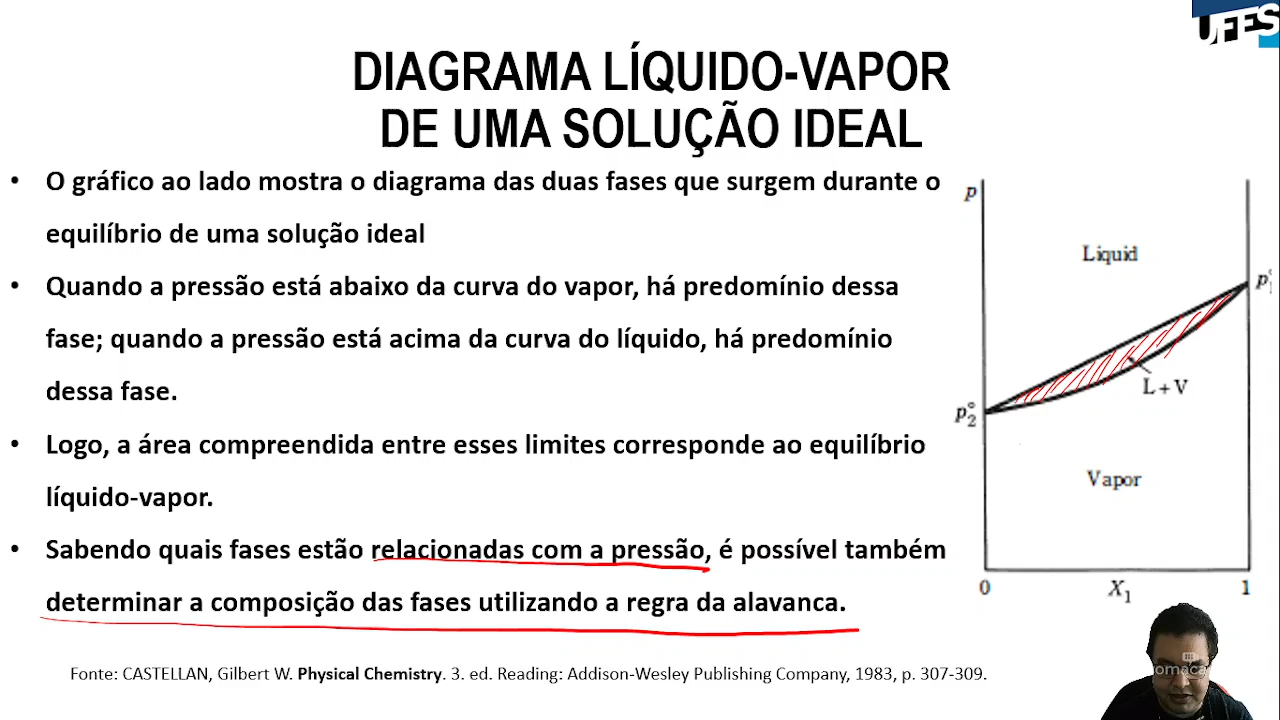 UFES
DIAGRAMA LÍQUIDO-VAPOR
DE UMA SOLUÇÃO IDEAL
• O gráfico ao lado mostra o diagrama das duas fases que surgem durante o
equilíbrio de uma solução ideal
• Quando a pressão está abaixo da curva do vapor, há predomínio dessa
fase; quando a pressão está acima da curva do líquido, há predomínio
dessa fase.
• Logo, a área compreendida entre esses limites corresponde ao equilíbrio
líquido-vapor.
• Sabendo quais fases estão relacionadas com a pressão, é possível também
determinar a composição das fases utilizando a regra da alavanca.
p
Liquid
p₁°
L + V
p₂°
Vapor
0
X₁
1
Fonte: CASTELLAN, Gilbert W. Physical Chemistry. 3. ed. Reading: Addison-Wesley Publishing Company, 1983, p. 307-309.